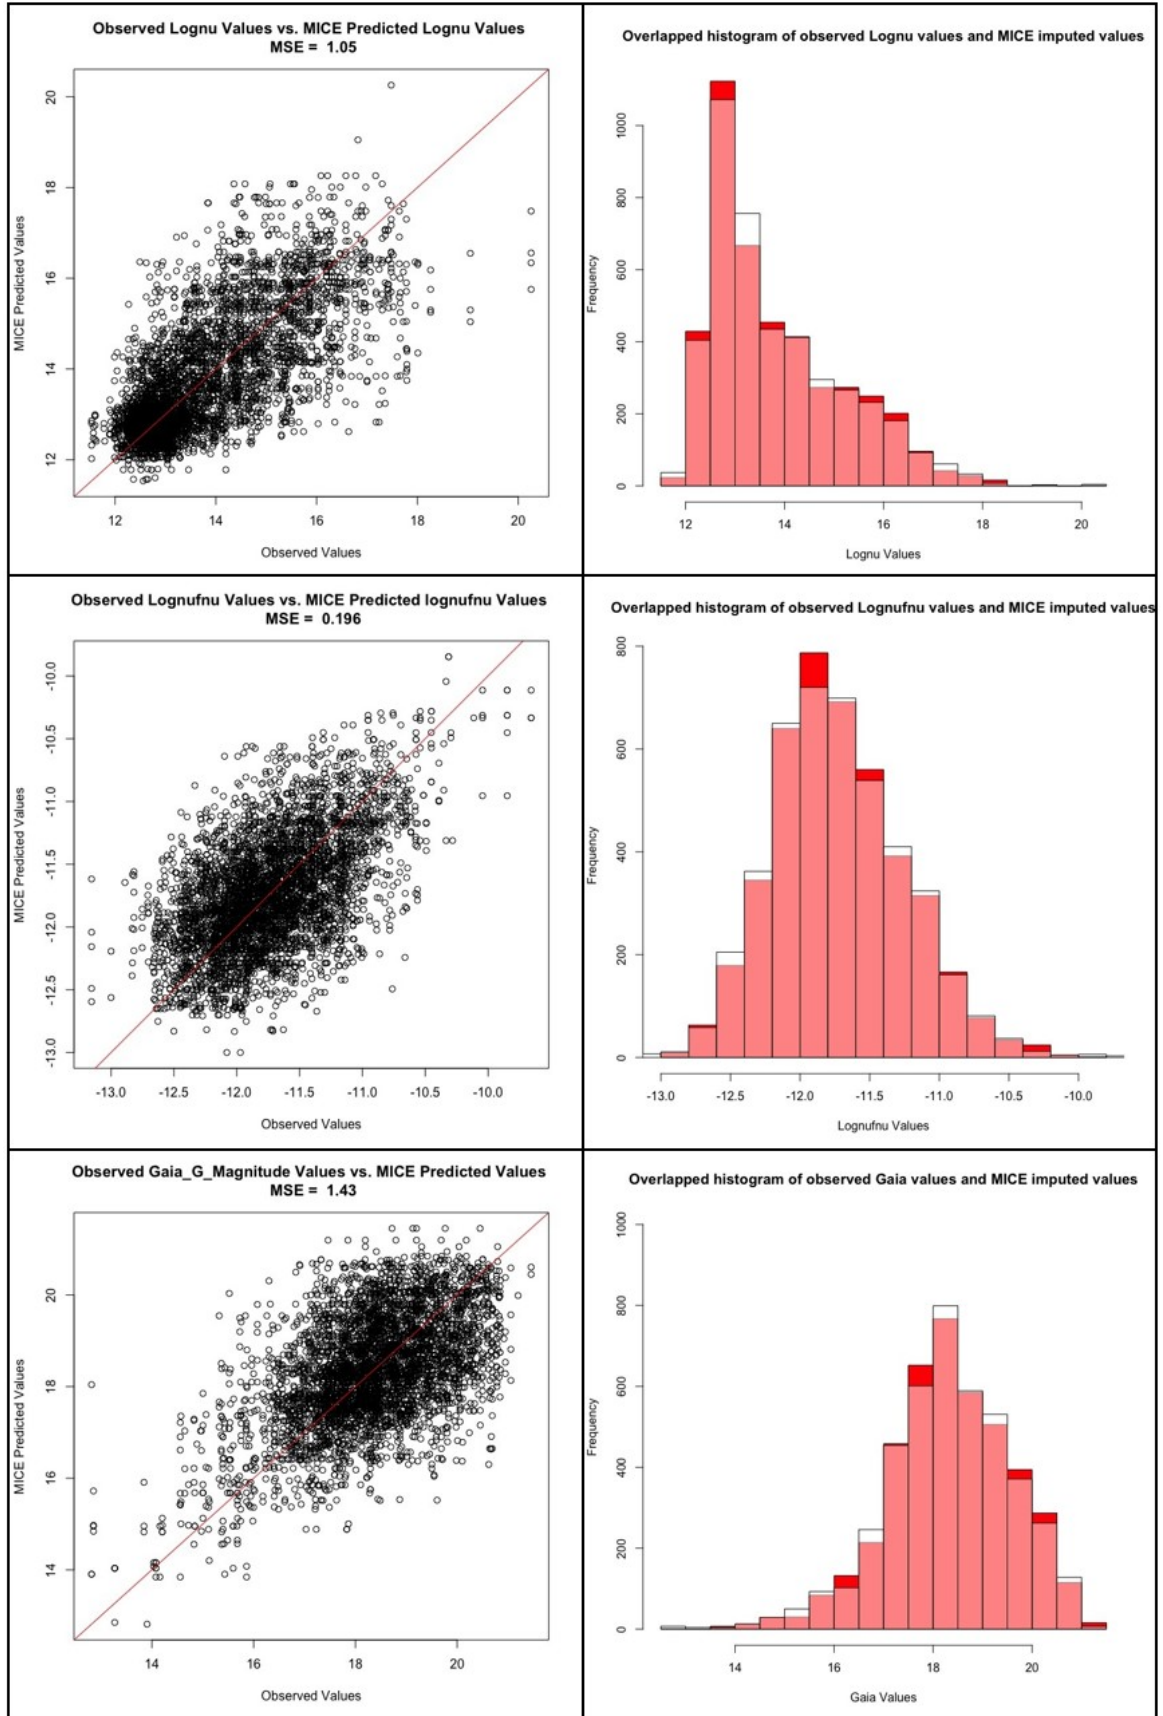 Observed Lognu Values vs. MICE Predicted Lognu Values
MSE = 1.05
MICE Predicted Values
20
18
16
14
12
12 14 16 18 20
Observed Values
Overlapped histogram of observed Lognu values and MICE imputed values
Frequency
1000
800
600
400
200
0
12 14 16 18 20
Lognu Values
Observed Lognufnu Values vs. MICE Predicted lognufnu Values
MSE = 0.196
MICE Predicted Values
-10.0
-10.5
-11.0
-11.5
-12.0
-12.5
-13.0
-13.0 -12.5 -12.0 -11.5 -11.0 -10.5 -10.0
Observed Values
Overlapped histogram of observed Lognufnu values and MICE imputed values
Frequency
800
600
400
200
0
-13.0 -12.5 -12.0 -11.5 -11.0 -10.5 -10.0
Lognufnu Values
Observed Gaia_G_Magnitude Values vs. MICE Predicted Values
MSE = 1.43
MICE Predicted Values
20
18
16
14
14 16 18 20
Observed Values
Overlapped histogram of observed Gaia values and MICE imputed values
Frequency
1000
800
600
400
200
0
14 16 18 20
Gaia Values